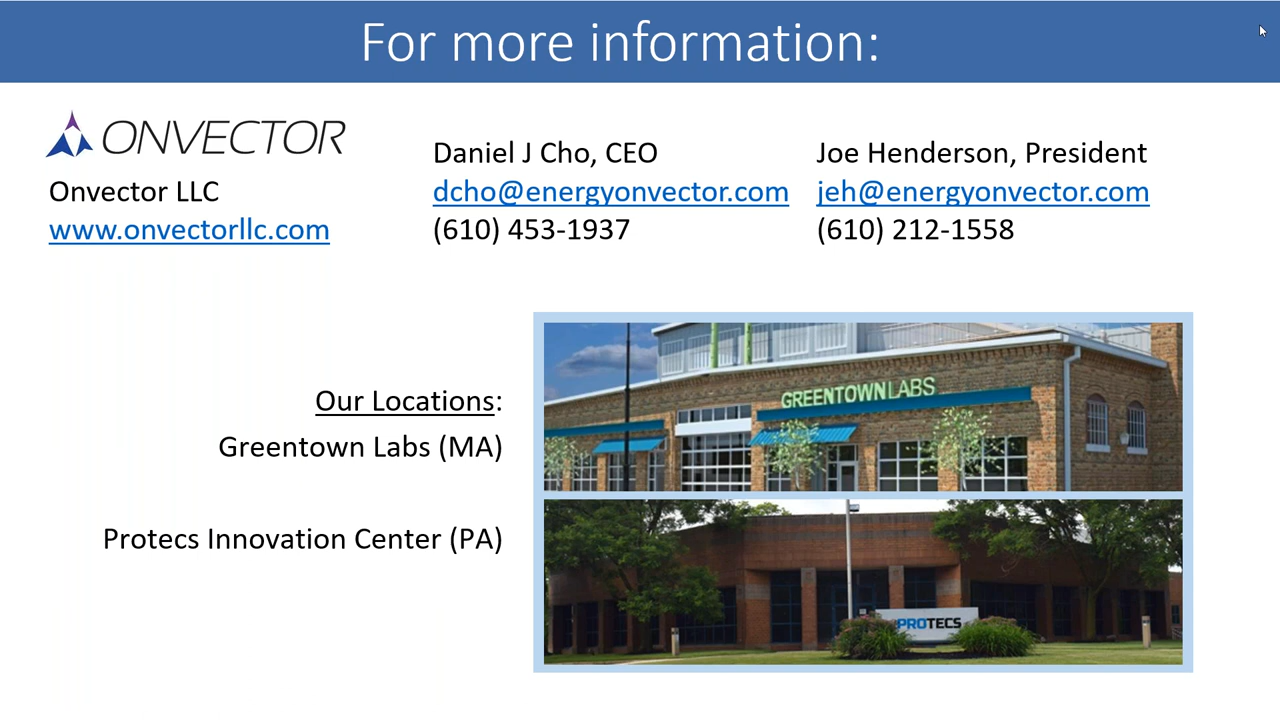 For more information:
ONVECTOR
Onvector LLC
www.onvectorllc.com
Daniel J Cho, CEO
dcho@energyonvector.com
(610) 453-1937
Joe Henderson, President
jeh@energyonvector.com
(610) 212-1558
Our Locations:
Greentown Labs (MA)
Protecs Innovation Center (PA)
GREENTOWN LABS
PROTECS